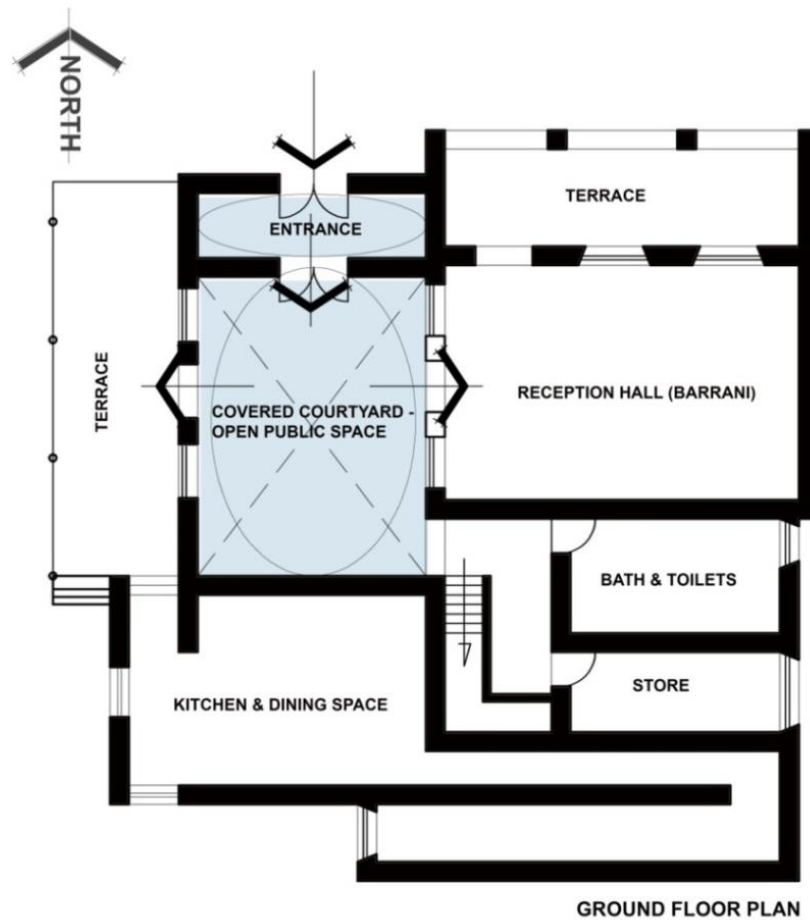 NORTH
TERRACE
ENTRANCE
TERRACE
COVERED COURTYARD -
OPEN PUBLIC SPACE
RECEPTION HALL (BARRANI)
BATH & TOILETS
STORE
KITCHEN & DINING SPACE
GROUND FLOOR PLAN